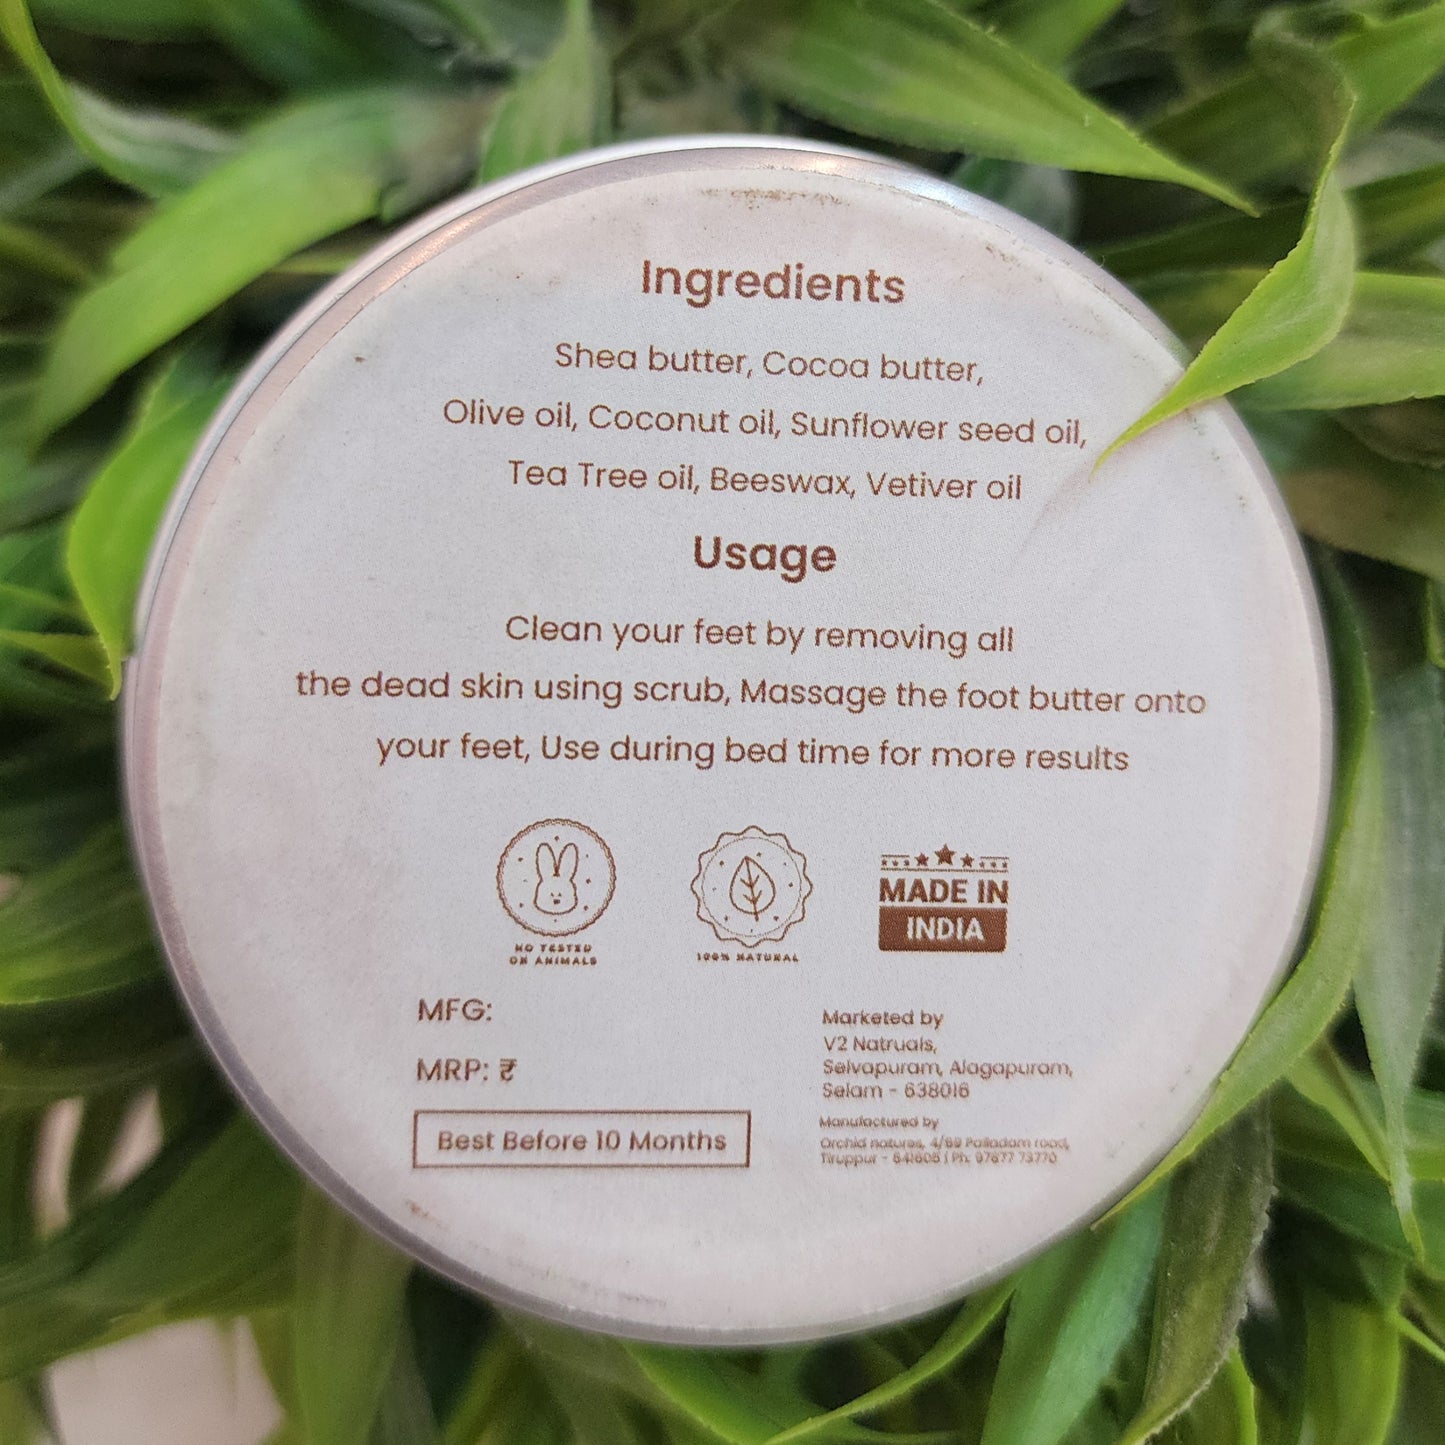 Ingredients
Shea butter, Cocoa butter,
Olive oil, Coconut oil, Sunflower seed oil,
Tea Tree oil, Beeswax, Vetiver oil
Usage
Clean your feet by removing all
the dead skin using scrub, Massage the foot butter onto
your feet, Use during bed time for more results
NO TESTED
ON ANIMALS
100% NATURAL
MADE IN
INDIA
MFG:
MRP: ₹
Best Before 10 Months
Marketed by
V2 Natruals,
Selvapuram, Alagapuram,
Selam - 638016
Manufactured by
Orchid natures, 4/69 Palladam road,
Tiruppur - 641605 | Ph: 97877 73770